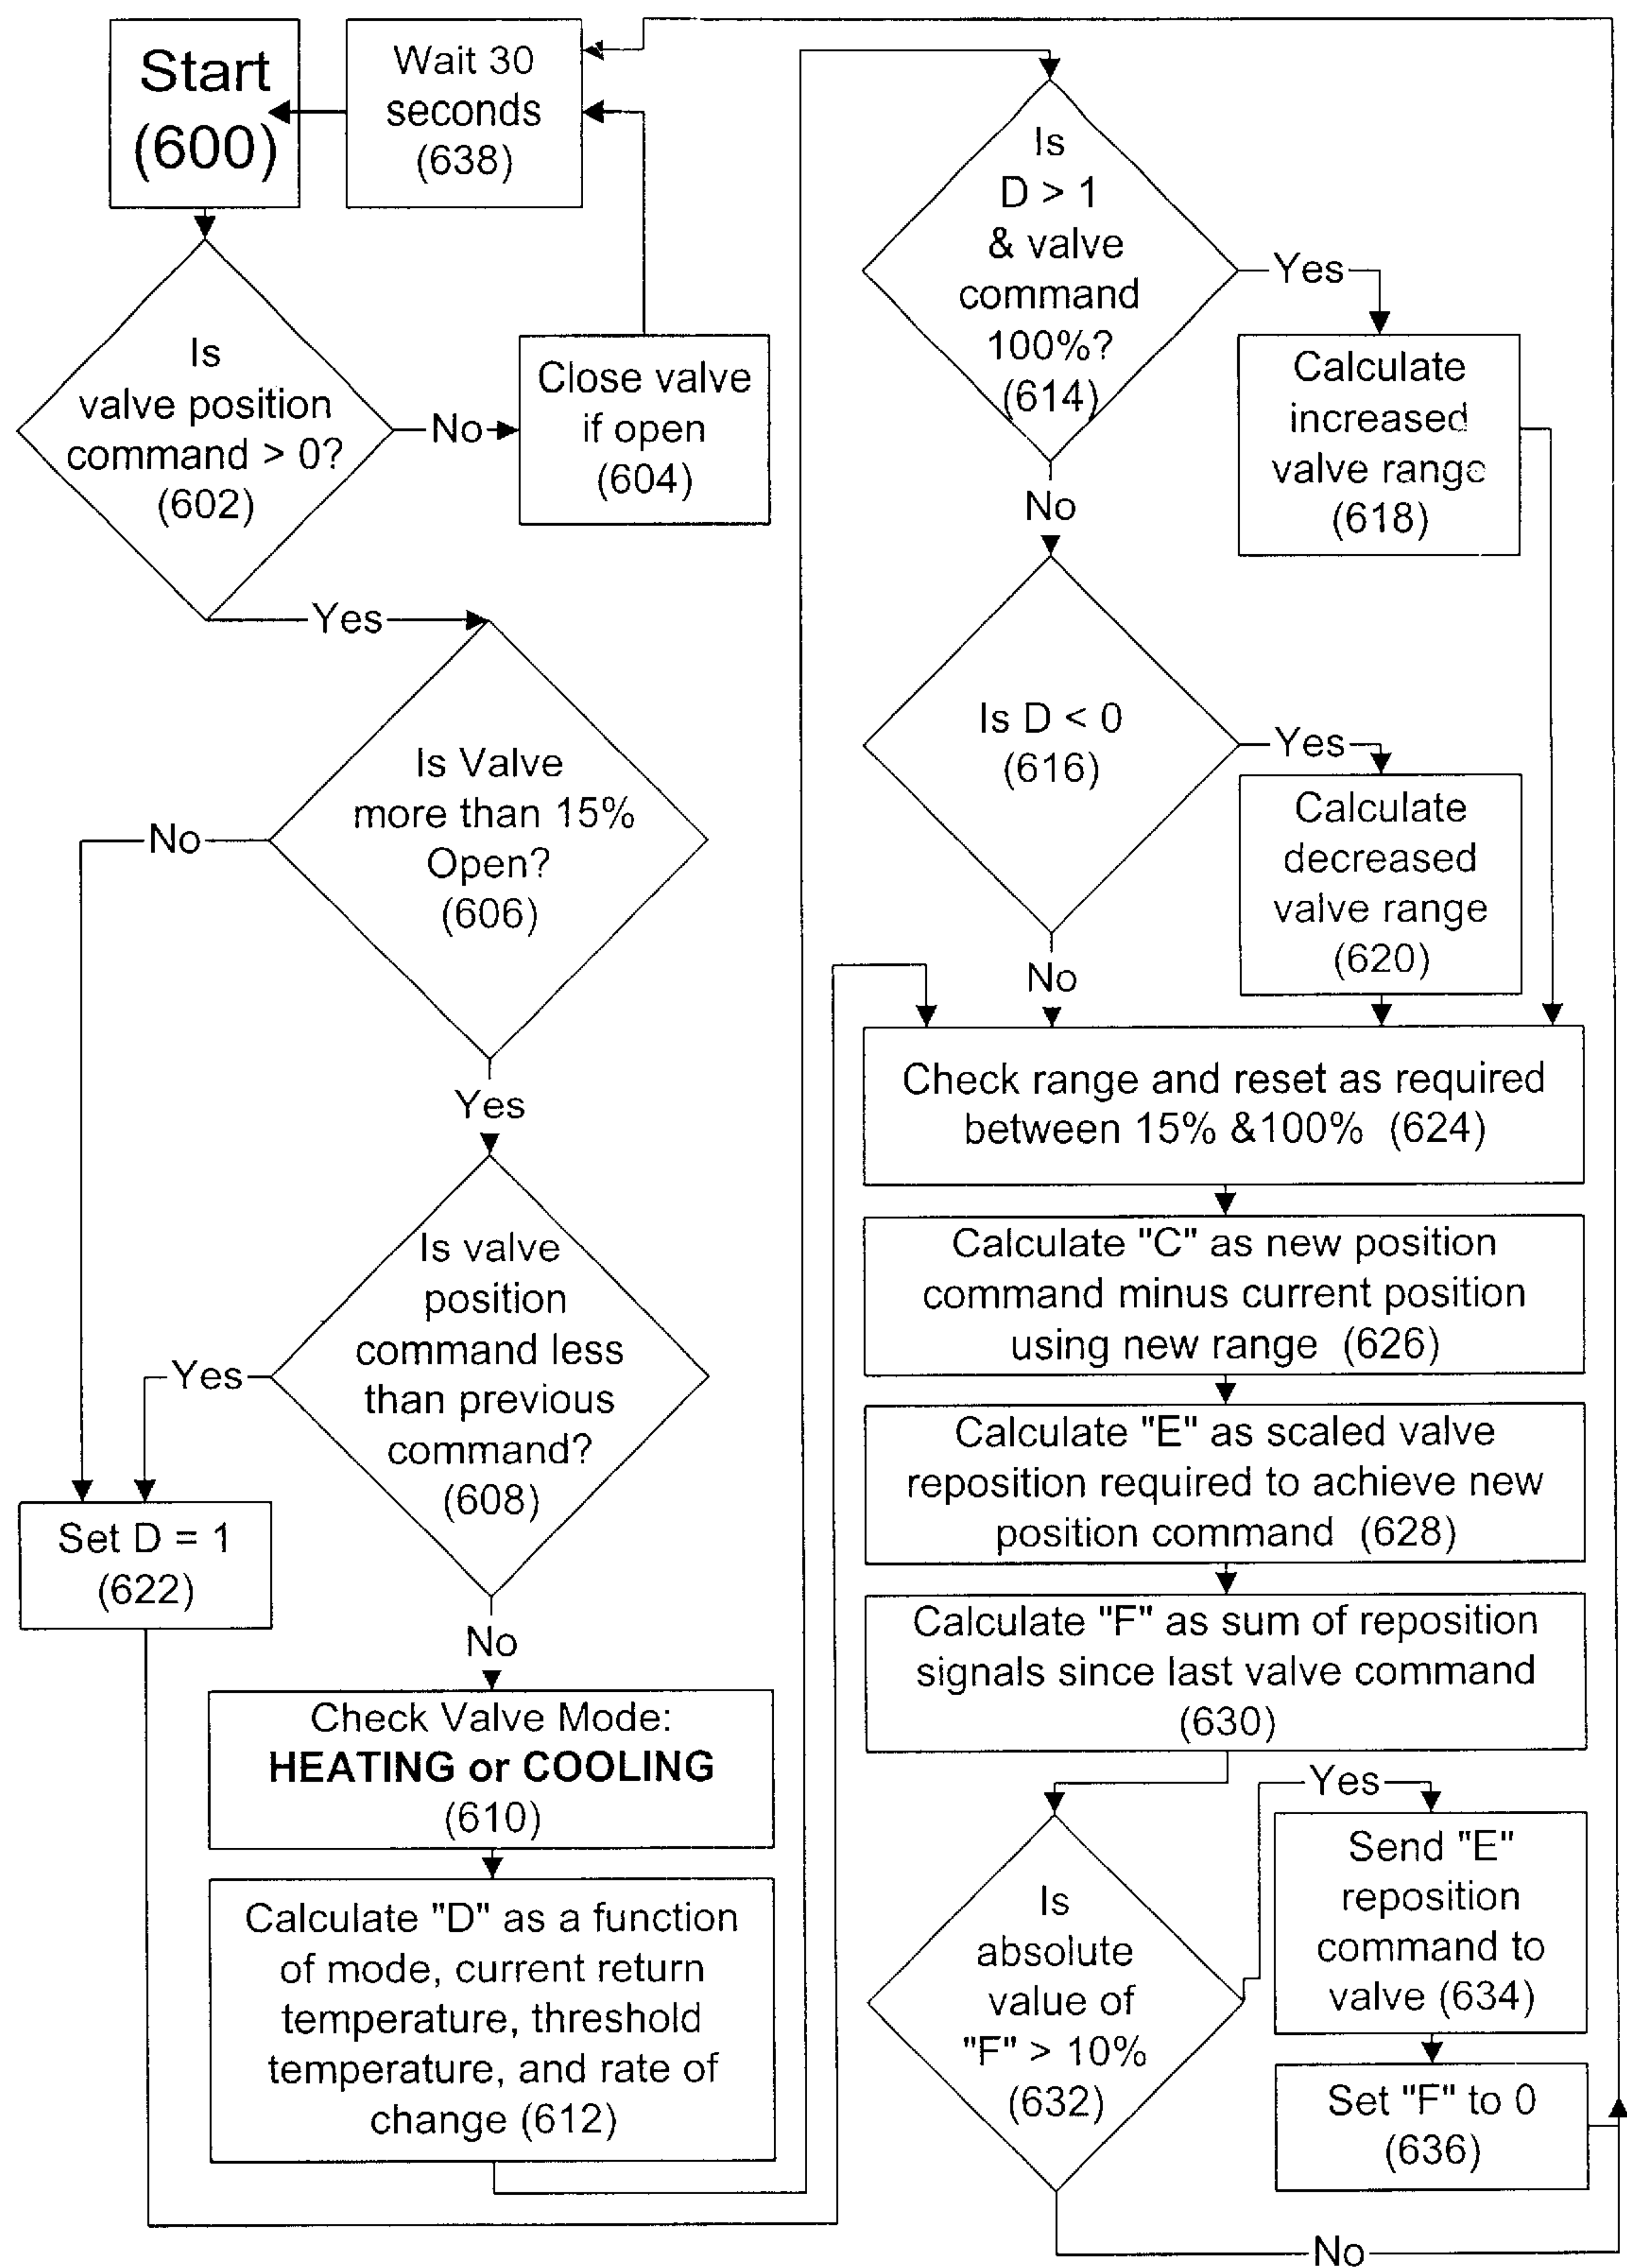 Start
(600)
Wait 30
seconds
(638)
Is
valve position
command > 0?
(602)
No
Close valve
if open
(604)
Yes
Is Valve
more than 15%
Open?
(606)
No
Yes
Is valve
position
command less
than previous
command?
(608)
Yes
Set D = 1
(622)
No
Check Valve Mode:
HEATING or COOLING
(610)
Calculate "D" as a function
of mode, current return
temperature, threshold
temperature, and rate of
change (612)
Is
D > 1
& valve
command
100%?
(614)
Yes
Calculate
increased
valve range
(618)
No
Is D < 0
(616)
Yes
Calculate
decreased
valve range
(620)
No
Check range and reset as required
between 15% &100% (624)
Calculate "C" as new position
command minus current position
using new range (626)
Calculate "E" as scaled valve
reposition required to achieve new
position command (628)
Calculate "F" as sum of reposition
signals since last valve command
(630)
Is
absolute
value of
"F" > 10%
(632)
Yes
Send "E"
reposition
command to
valve (634)
Set "F" to 0
(636)
No